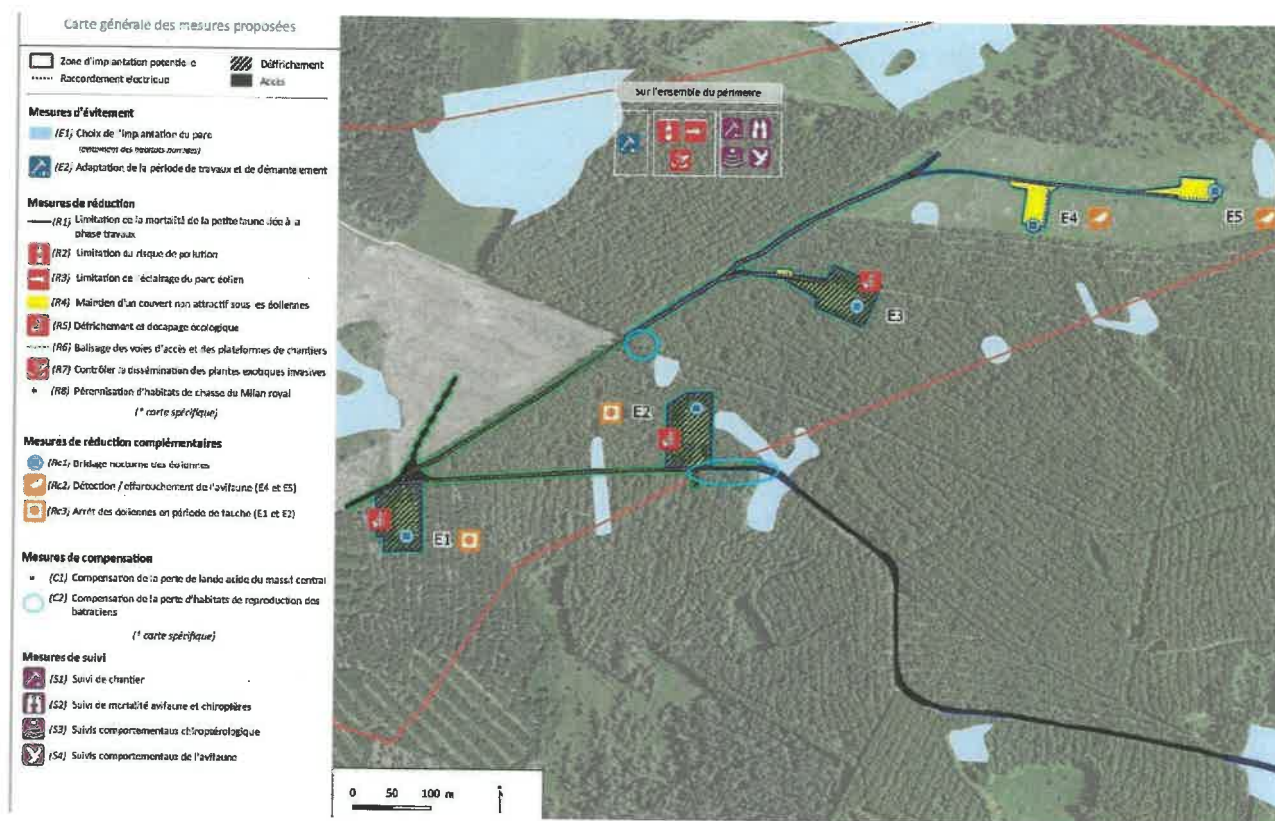 Carte générale des mesures proposées
Zone d'implantation potentie e
Défrichement
Raccordement électrique
Accès
Mesures d'évitement
(E1) Choix de l'implantation du parc
(évitement des habitats humides)
(E2) Adaptation de la période de travaux et de démantè ement
Mesures de réduction
(R1) Limitation de la mortalité de la petite faune liée à la
phase travaux
(R2) Limitation du risque de pollution
(R3) Limitation de l'éclairage du parc éolien
(R4) Maintien d'un couvert non attractif sous les éoliennes
(R5) Défrichement et décapage écologique
(R6) Balisage des voies d'accès et des plateformes de chantiers
(R7) Contrôler la dissémination des plantes exotiques invasives
(R8) Pérennisation d'habitats de chasse du Milan royal
(* carte spécifique)
Mesures de réduction complémentaires
(Rc1) Bridage nocturne des éoliennes
(Rc2) Détection / effarouchement de l'avifaune (E4 et E5)
(Rc3) Arrêt des éoliennes en période de fauche (E1 et E2)
Mesures de compensation
(C1) Compensation de la perte de lande acide du massif central
(C2) Compensation de la perte d'habitats de reproduction des
batraciens
(* carte spécifique)
Mesures de suivi
(S1) Suivi de chantier
(S2) Suivi de mortalité avifaune et chiroptères
(S3) Suivis comportementaux chiroptérologique
(S4) Suivis comportementaux de l'avifaune
Sur l'ensemble du périmètre
E4
E5
E3
E2
E1
0 50 100 m